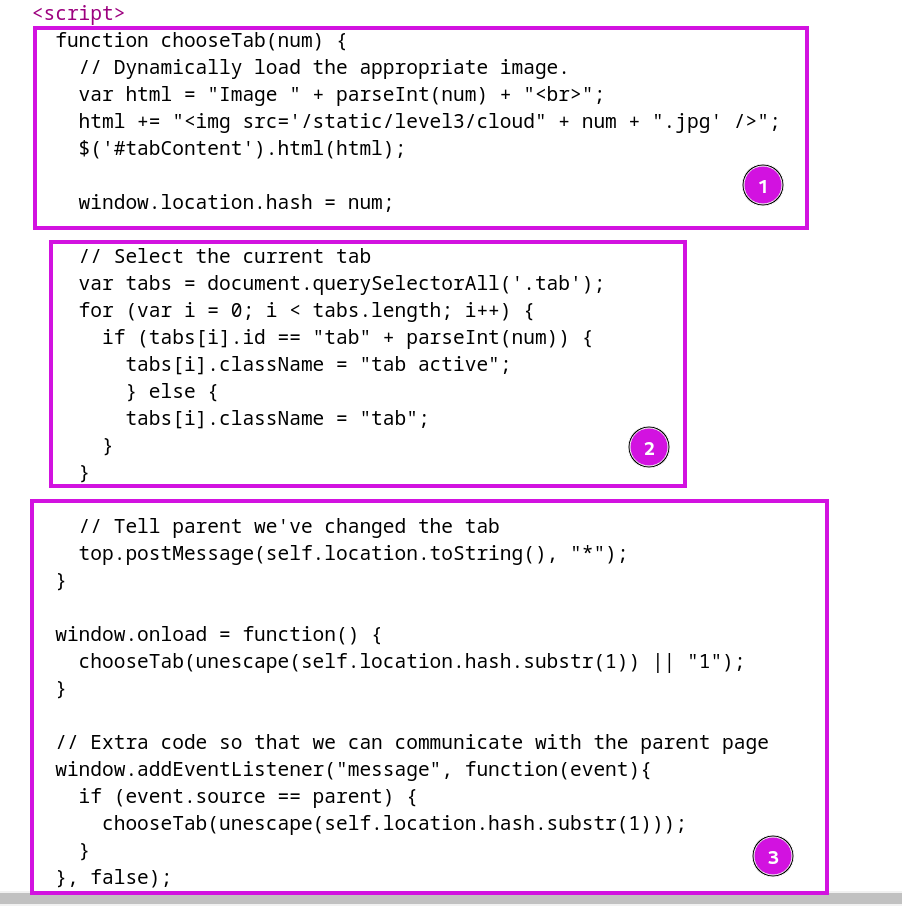 <script>
function chooseTab(num) {
// Dynamically load the appropriate image.
var html = "Image " + parseInt(num) + "<br>";
html += "<img src='/static/level3/cloud" + num + ".jpg' />";
$('#tabContent').html(html);
1
window.location.hash = num;
// Select the current tab
var tabs = document.querySelectorAll('.tab');
for (var i = 0; i < tabs.length; i++) {
if (tabs[i].id == "tab" + parseInt(num)) {
tabs[i].className = "tab active";
} else {
tabs[i].className = "tab";
}
2
}
// Tell parent we've changed the tab
top.postMessage(self.location.toString(), "*");
}
window.onload = function() {
chooseTab(unescape(self.location.hash.substr(1)) || "1");
}
// Extra code so that we can communicate with the parent page
window.addEventListener("message", function(event){
if (event.source == parent) {
chooseTab(unescape(self.location.hash.substr(1)));
}
3
}, false);